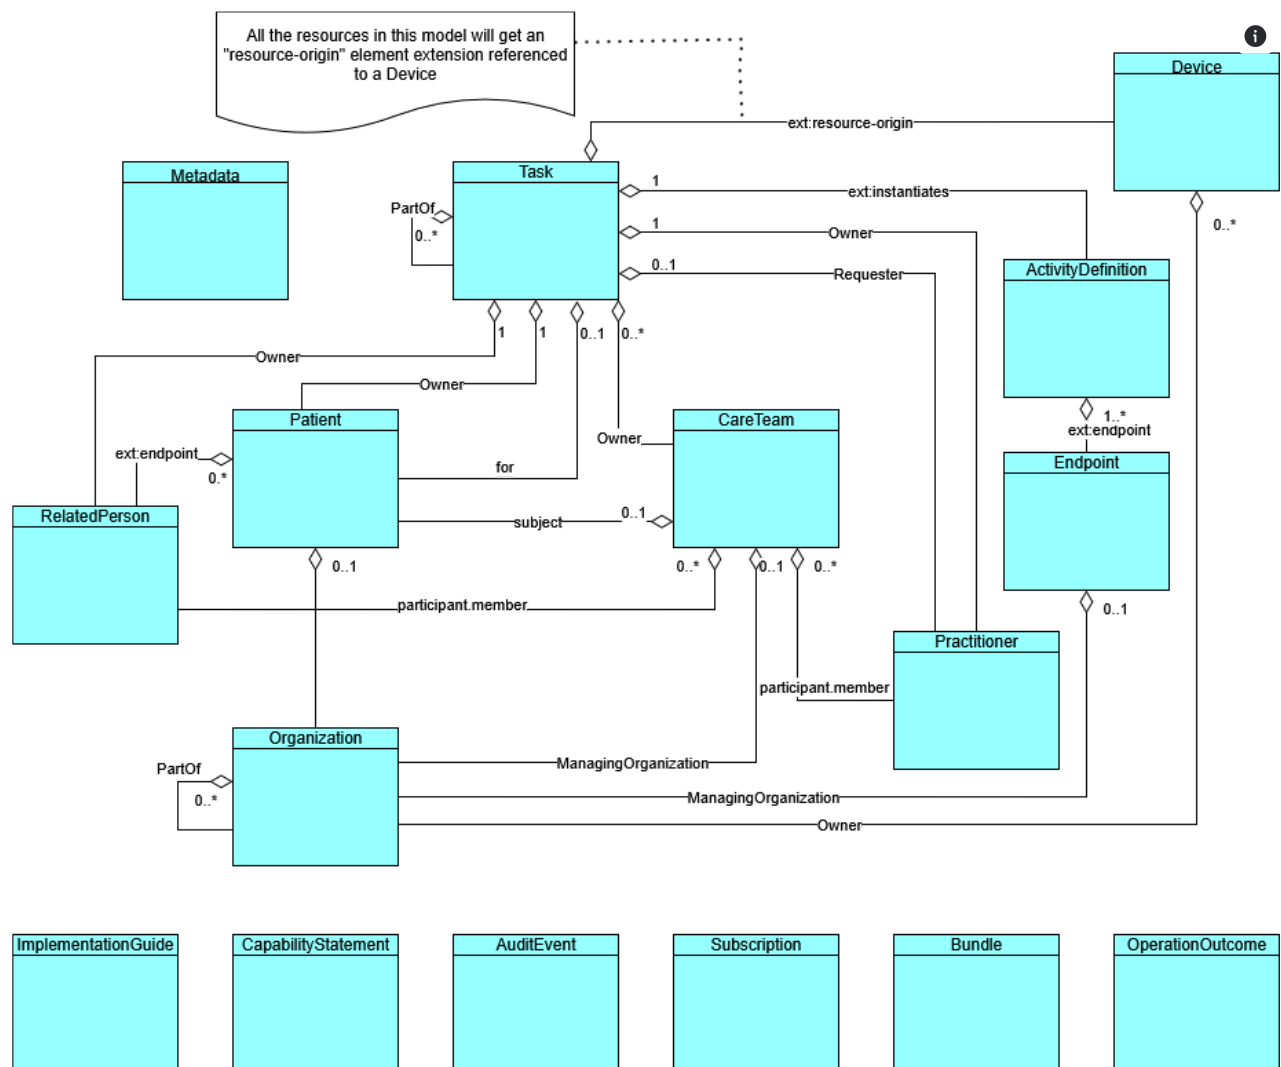 All the resources in this model will get an
"resource-origin" element extension referenced
to a Device
i
Device
ext:resource-origin
Metadata
Task
1
ext:instantiates
PartOf
0..*
1
Owner
0..*
0..1
Requester
ActivityDefinition
1
1
0..1
0..*
Owner
Owner
Patient
CareTeam
1..*
ext:endpoint
Owner
ext:endpoint
0.*
for
Endpoint
RelatedPerson
0..1
subject
0..1
0..*
0..1
0..*
participant.member
0..1
Practitioner
participant.member
Organization
ManagingOrganization
PartOf
0..*
ManagingOrganization
Owner
ImplementationGuide
CapabilityStatement
AuditEvent
Subscription
Bundle
OperationOutcome